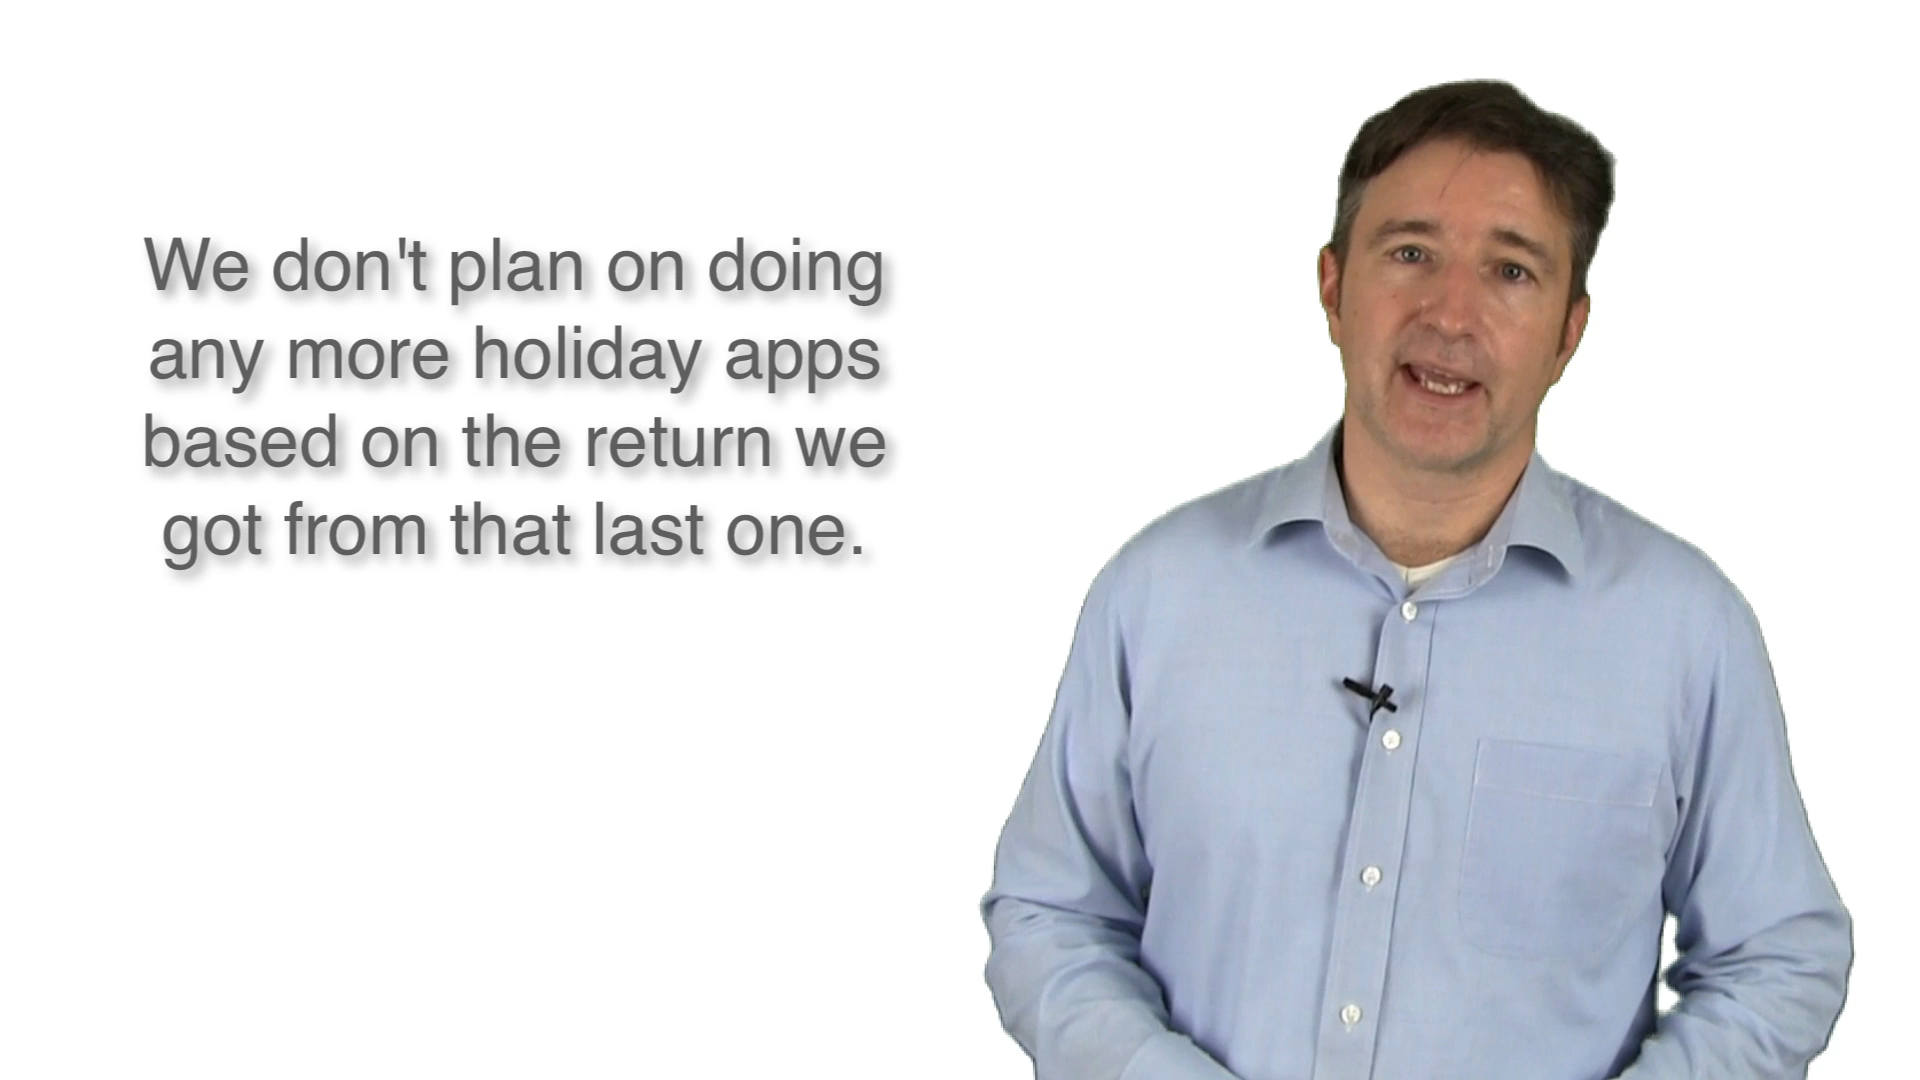 We don't plan on doing
any more holiday apps
based on the return we
got from that last one.